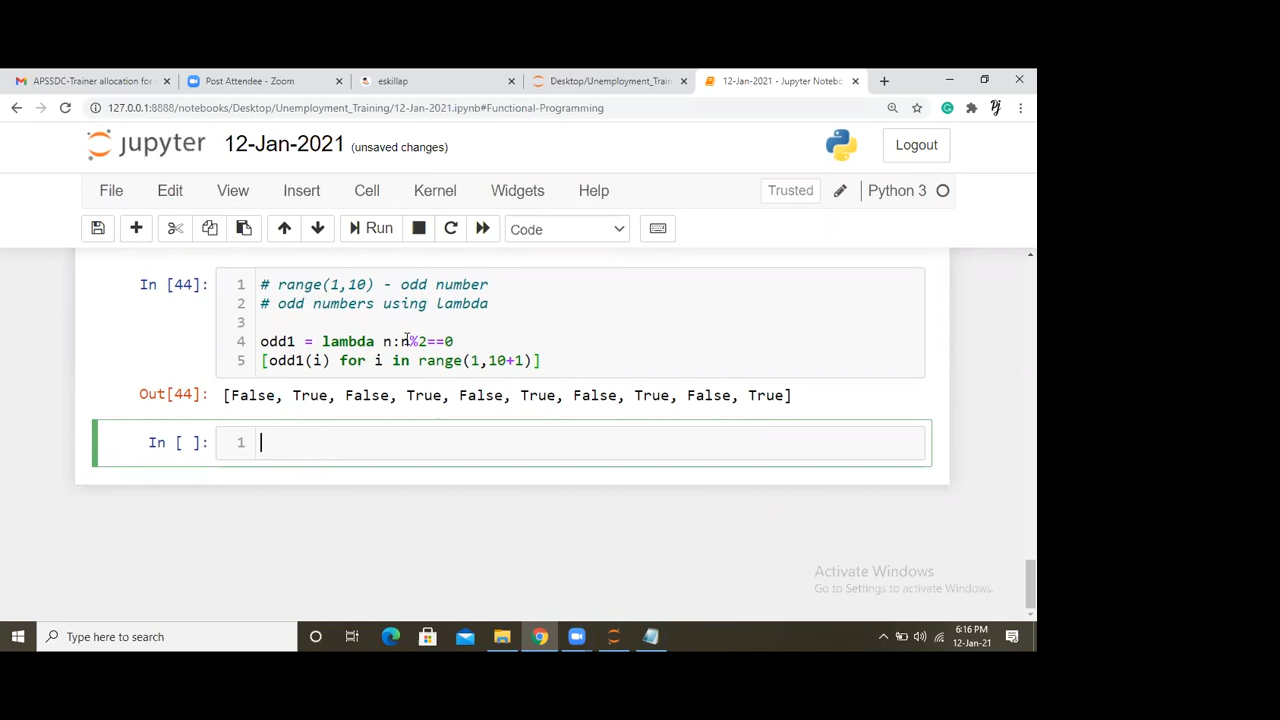 APSSDC-Trainer allocation for
Post Attendee - Zoom
eskillap
Desktop/Unemployment_Train
12-Jan-2021 - Jupyter Notebo
127.0.0.1:8888/notebooks/Desktop/Unemployment_Training/12-Jan-2021.ipynb#Functional-Programming
jupyter 12-Jan-2021 (unsaved changes)
Logout
File Edit View Insert Cell Kernel Widgets Help
Trusted
Python 3
Run
Code
In [44]:
1 # range(1,10) - odd number
2 # odd numbers using lambda
3
4 odd1 = lambda n:n%2==0
5 [odd1(i) for i in range(1,10+1)]
Out[44]: [False, True, False, True, False, True, False, True, False, True]
In [ ]: 1
Activate Windows
Go to Settings to activate Windows.
Type here to search
6:16 PM
12-Jan-21